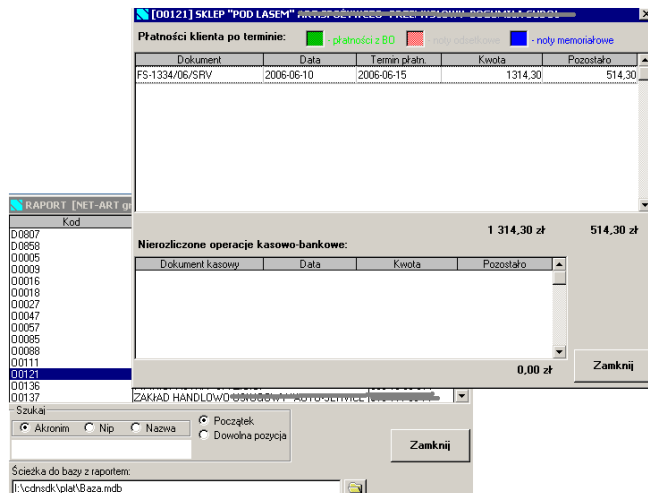 [O0121] SKLEP "POD LASEM"
Płatności klienta po terminie: - płatności z BO - noty odsetkowe - noty memoriałowe
Dokument Data Termin płatn. Kwota Pozostało
FS-1334/06/SRV 2006-06-10 2006-06-15 1314,30 514,30
1 314,30 zł 514,30 zł
Nierozliczone operacje kasowo-bankowe:
Dokument kasowy Data Kwota Pozostało
0,00 zł
Zamknij
RAPORT [NET-ART
Kod
D0807
D0858
O0005
O0009
O0016
O0018
O0027
O0047
O0057
O0085
O0088
O0111
O0121
O0136
O0137 ZAKŁAD HANDLOWO
Szukaj
Akronim Nip Nazwa
Początek
Dowolna pozycja
Zamknij
Ścieżka do bazy z raportem:
I:\cdnsdk\plat\Baza.mdb